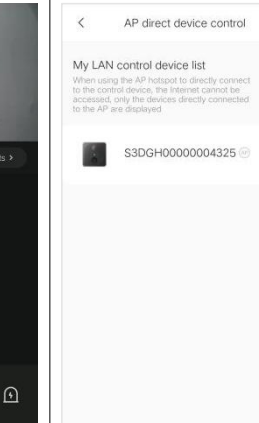 AP direct device control
My LAN control device list
When using the AP hotspot to directly connect
to the control device, the Internet cannot be
accessed, only the devices directly connected
to the AP are displayed
S3DGH00000004325